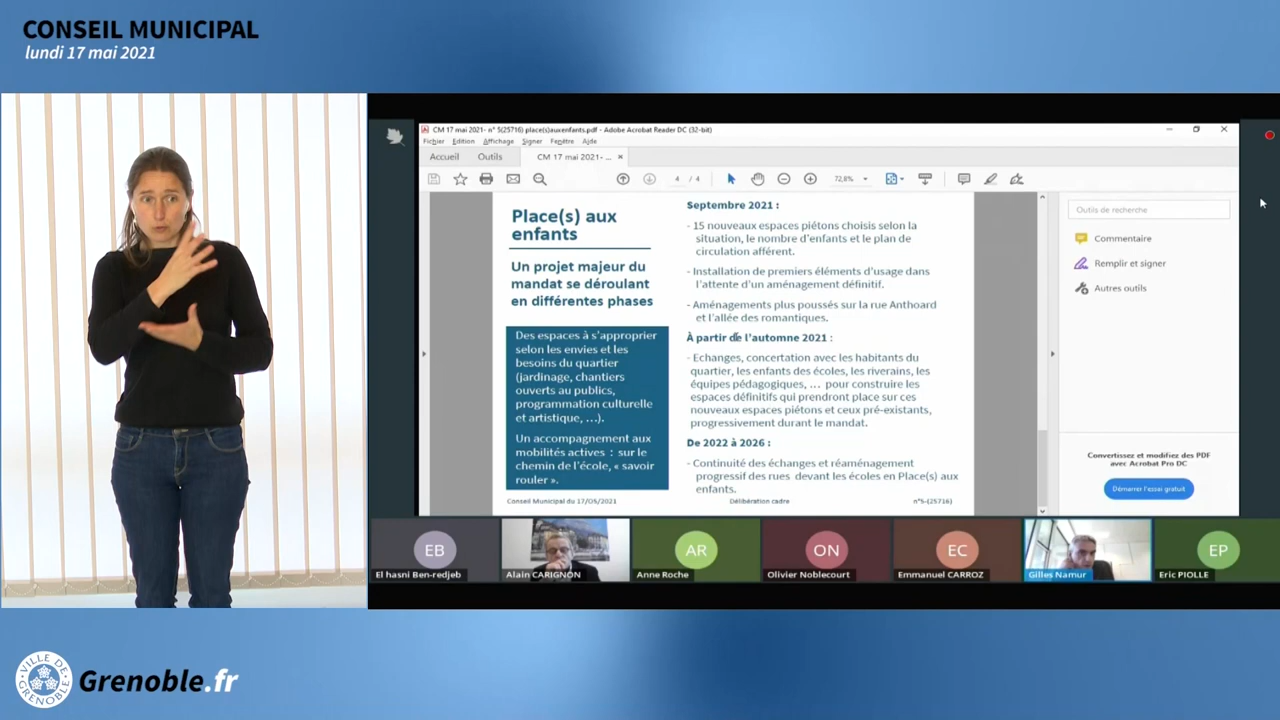 CONSEIL MUNICIPAL
lundi 17 mai 2021
CM 17 mai 2021- n° 5(25716) place(s)auxenfants.pdf - Adobe Acrobat Reader DC (32-bit)
Fichier Edition Affichage Signer Fenêtre Aide
Accueil Outils CM 17 mai 2021- ... ×
4 / 4 72,8%
Place(s) aux
enfants
Un projet majeur du
mandat se déroulant
en différentes phases
Des espaces à s'approprier
selon les envies et les
besoins du quartier
(jardinage, chantiers
ouverts au publics,
programmation culturelle
et artistique, ...).
Un accompagnement aux
mobilités actives : sur le
chemin de l'école, « savoir
rouler ».
Septembre 2021 :
- 15 nouveaux espaces piétons choisis selon la
situation, le nombre d'enfants et le plan de
circulation afférent.
- Installation de premiers éléments d'usage dans
l'attente d'un aménagement définitif.
- Aménagements plus poussés sur la rue Anthoard
et l'allée des romantiques.
À partir de l'automne 2021 :
- Echanges, concertation avec les habitants du
quartier, les enfants des écoles, les riverains, les
équipes pédagogiques, ... pour construire les
espaces définitifs qui prendront place sur ces
nouveaux espaces piétons et ceux pré-existants,
progressivement durant le mandat.
De 2022 à 2026 :
- Continuité des échanges et réaménagement
progressif des rues devant les écoles en Place(s) aux
enfants.
Conseil Municipal du 17/05/2021 Délibération cadre n°5-(25716)
Outils de recherche
Commentaire
Remplir et signer
Autres outils
Convertissez et modifiez des PDF
avec Acrobat Pro DC
Démarrer l'essai gratuit
EB AR ON EC EP
El hasni Ben-redjeb Alain CARIGNON Anne Roche Olivier Noblecourt Emmanuel CARROZ Gilles Namur Eric PIOLLE
VILLE DE
GRENOBLE
Grenoble.fr